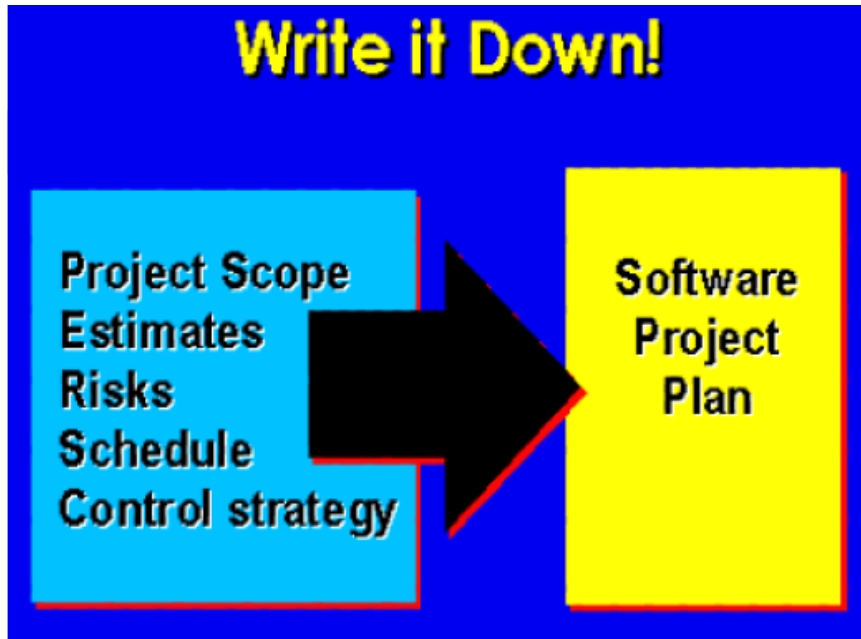 Write it Down!
Project Scope
Estimates
Risks
Schedule
Control strategy
Software
Project
Plan